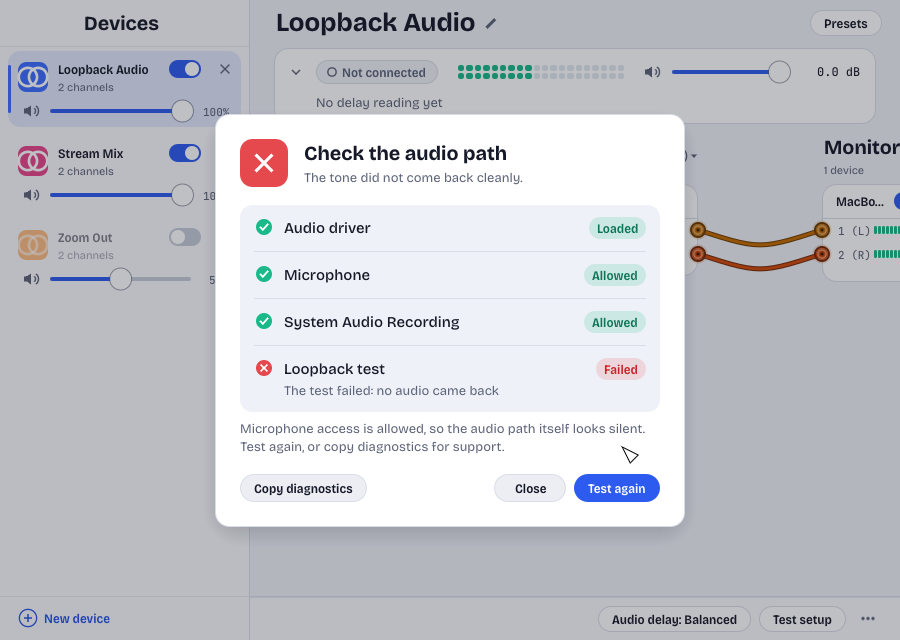 Devices
Loopback Audio
2 channels
100%
Stream Mix
2 channels
Zoom Out
2 channels
New device
Loopback Audio
Presets
Not connected
0.0 dB
No delay reading yet
Monitor
1 device
MacBo...
1 (L)
2 (R)
Check the audio path
The tone did not come back cleanly.
Audio driver
Loaded
Microphone
Allowed
System Audio Recording
Allowed
Loopback test
Failed
The test failed: no audio came back
Microphone access is allowed, so the audio path itself looks silent.
Test again, or copy diagnostics for support.
Copy diagnostics
Close
Test again
Audio delay: Balanced
Test setup